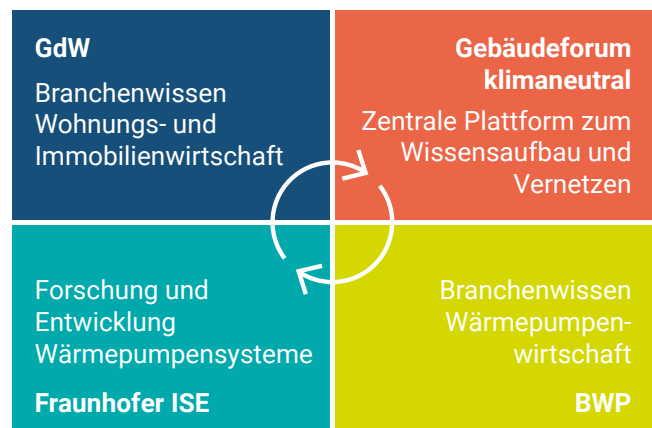 GdW
Branchenwissen
Wohnungs- und
Immobilienwirtschaft
Gebäudeforum
klimaneutral
Zentrale Plattform zum
Wissensaufbau und
Vernetzen
Forschung und
Entwicklung
Wärmepumpensysteme
Fraunhofer ISE
Branchenwissen
Wärmepumpen-
wirtschaft
BWP